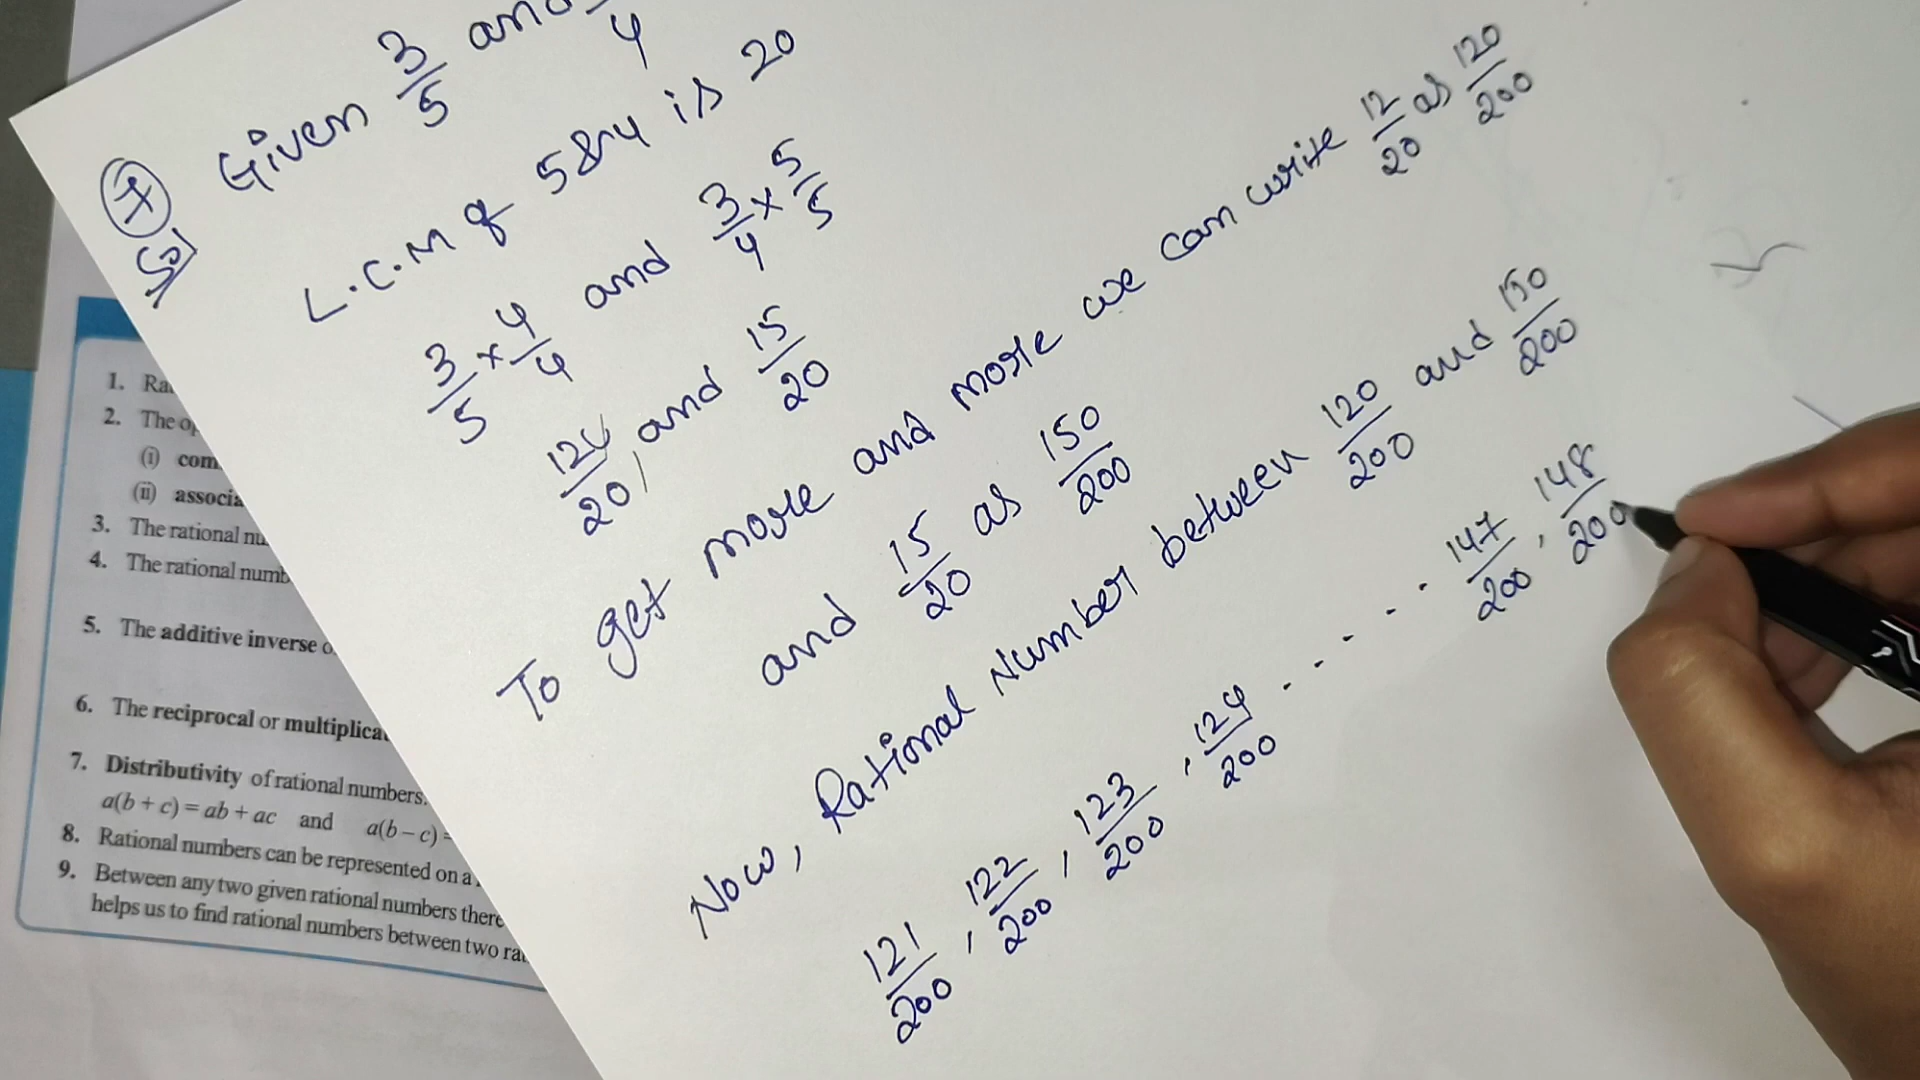 7 Sol Given 3/5 and /4
L.C.M of 5&4 is 20
3/5 × 4/4 and 3/4 × 5/5
12/20, and 15/20
To get more and more we can write 12/20 as 120/200
and 15/20 as 150/200
Now, Rational Number between 120/200 and 150/200
121/200, 122/200, 123/200, 124/200 ........ 147/200, 148/200
1. Ra
2. The op
(i) com
(ii) associa
3. The rational nu
4. The rational numb
5. The additive inverse o
6. The reciprocal or multiplica
7. Distributivity of rational numbers.
a(b + c) = ab + ac and a(b – c) =
8. Rational numbers can be represented on a
9. Between any two given rational numbers there
helps us to find rational numbers between two ra